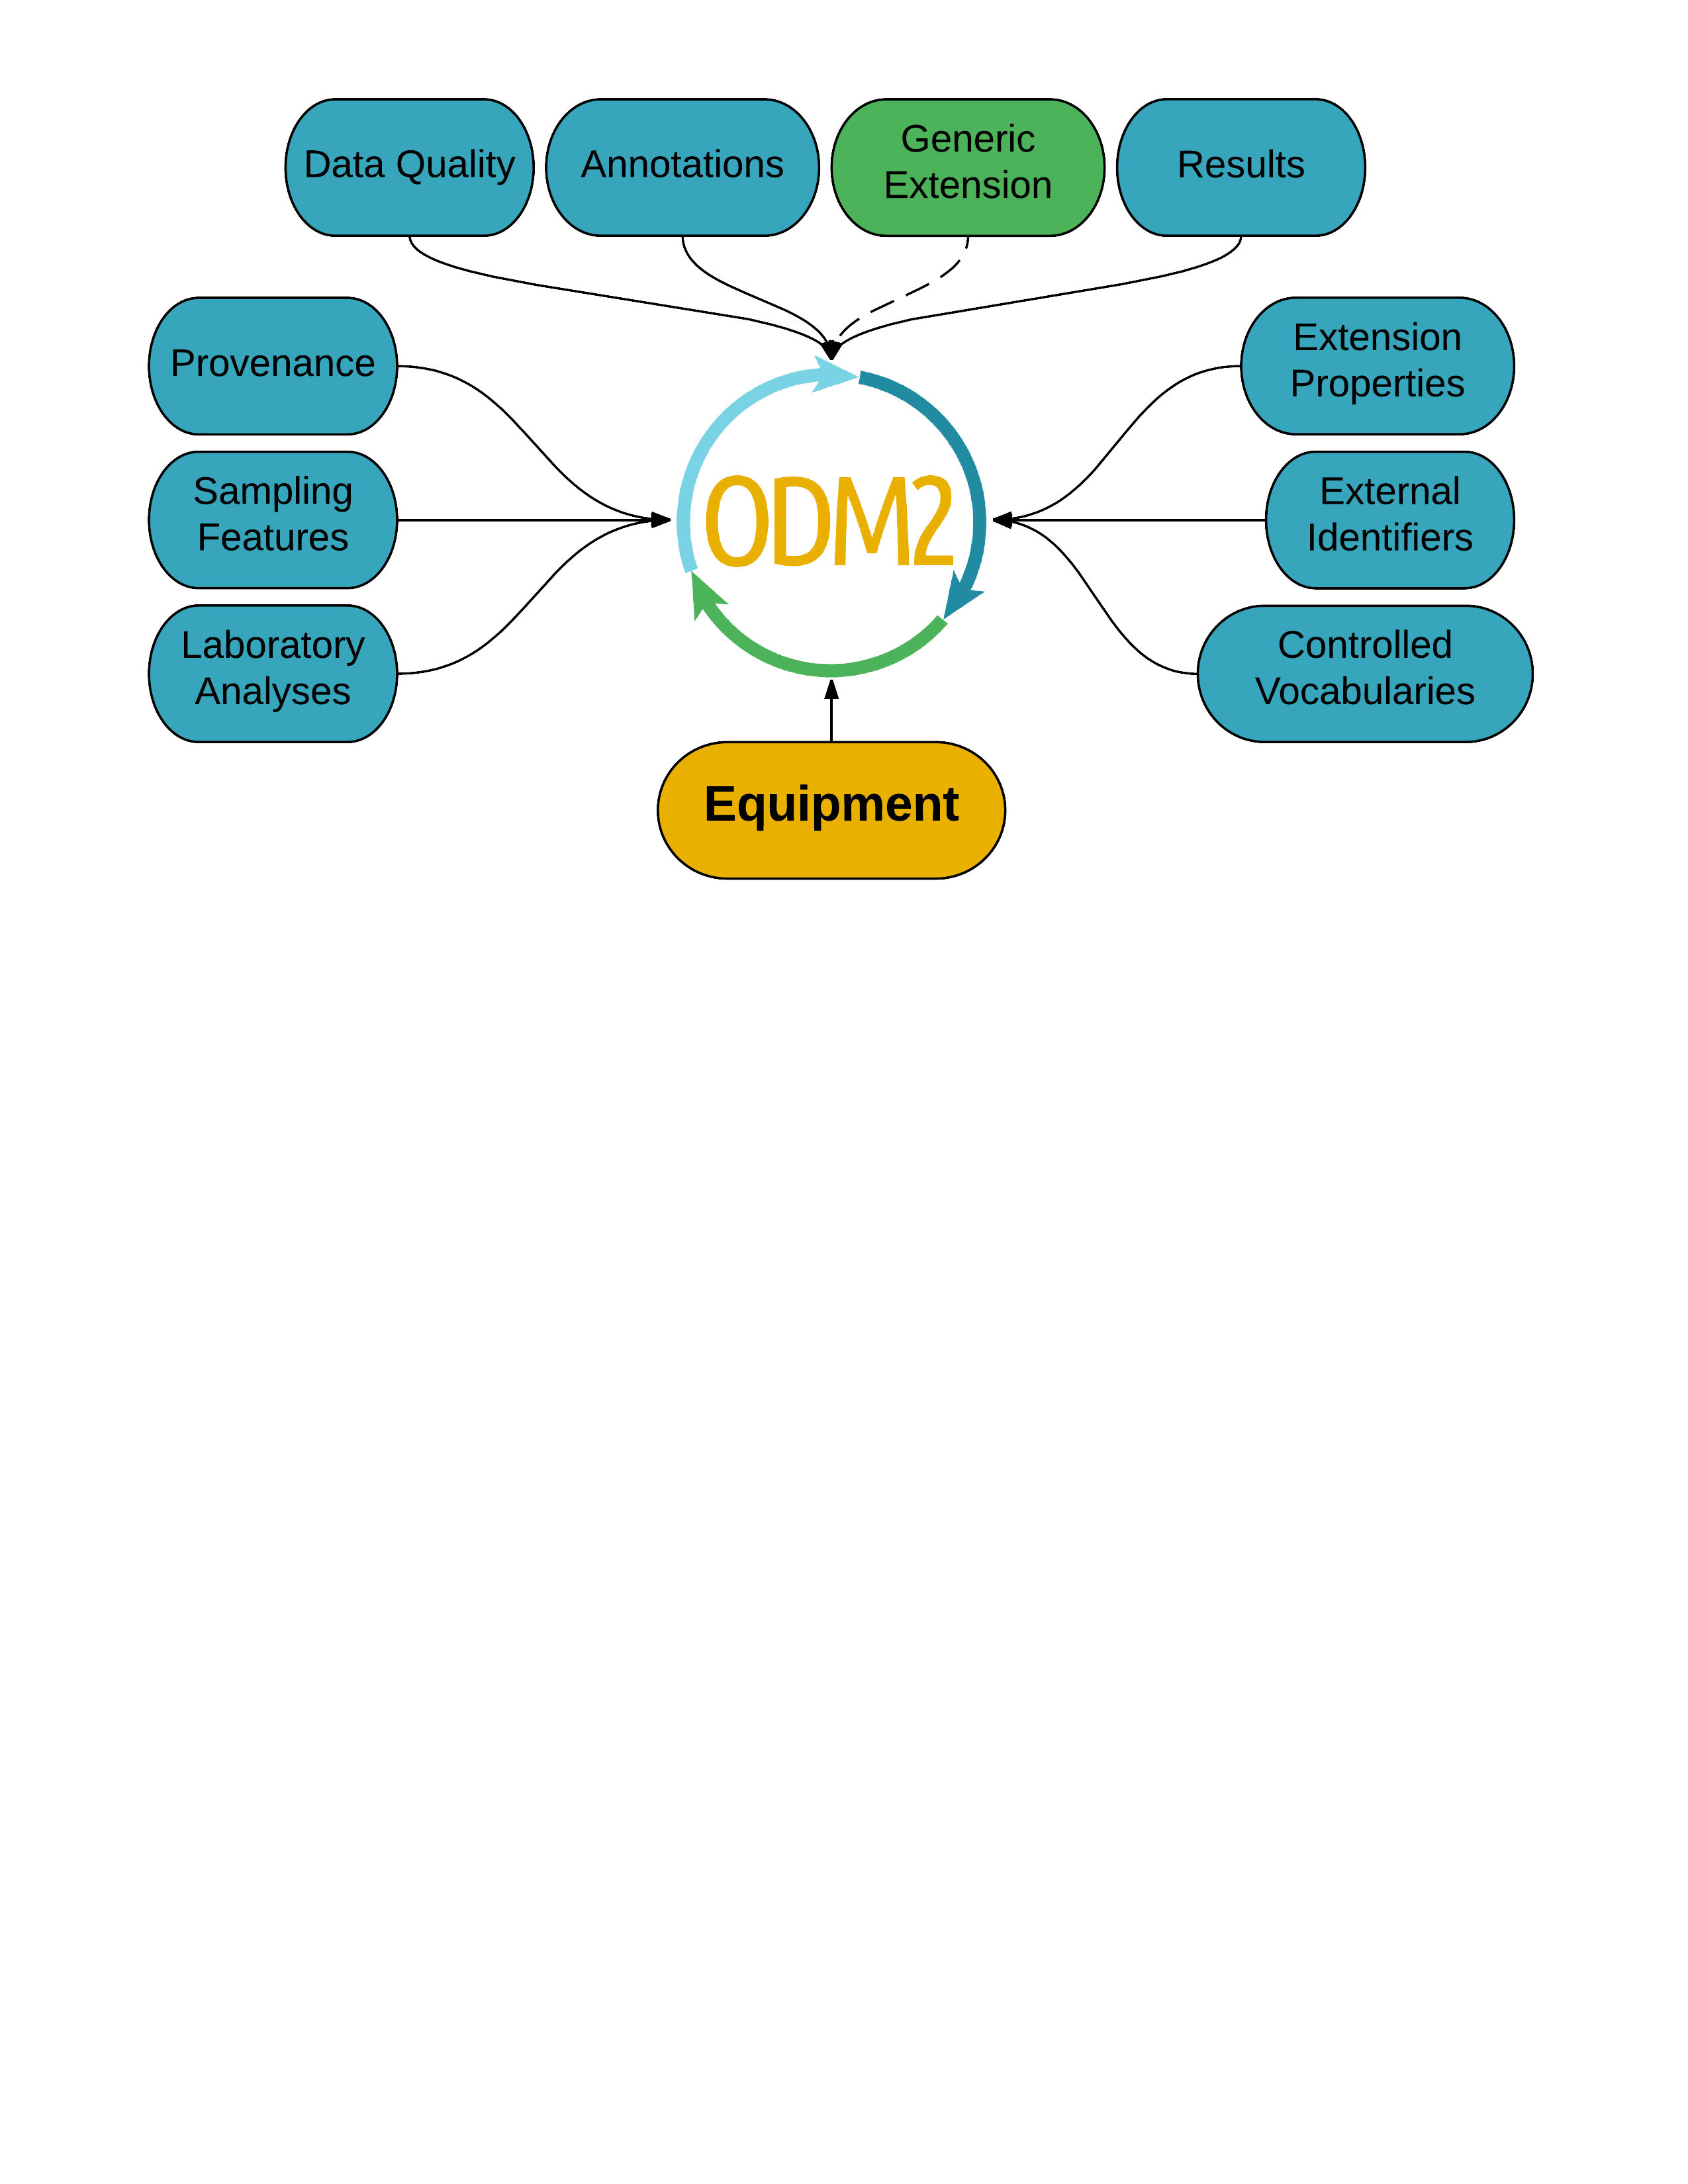 Data Quality
Annotations
Generic
Extension
Results
Provenance
Extension
Properties
Sampling
Features
ODM2
External
Identifiers
Laboratory
Analyses
Controlled
Vocabularies
Equipment